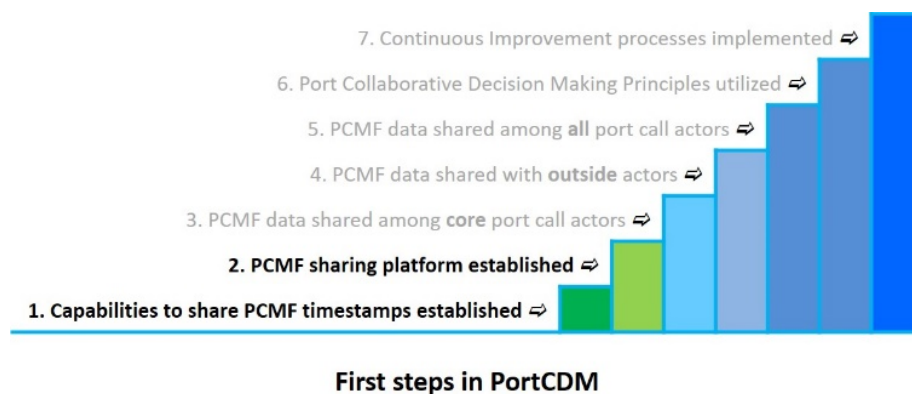 7. Continuous Improvement processes implemented ➩
6. Port Collaborative Decision Making Principles utilized ➩
5. PCMF data shared among all port call actors ➩
4. PCMF data shared with outside actors ➩
3. PCMF data shared among core port call actors ➩
2. PCMF sharing platform established ➩
1. Capabilities to share PCMF timestamps established ➩
First steps in PortCDM